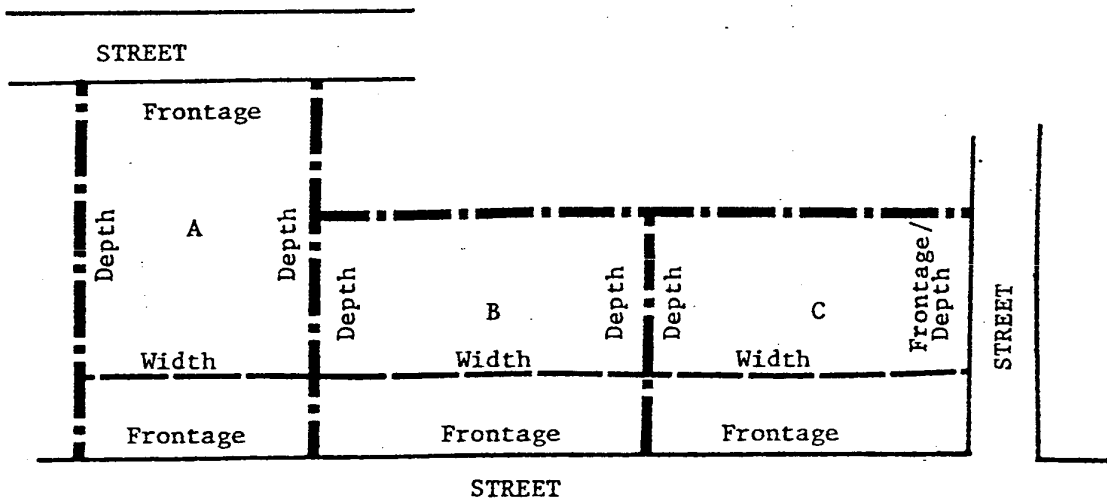 STREET
Frontage
Depth
A
Depth
Depth
B
Depth
Depth
C
Frontage/
Depth
STREET
Width
Width
Width
Frontage
Frontage
Frontage
STREET